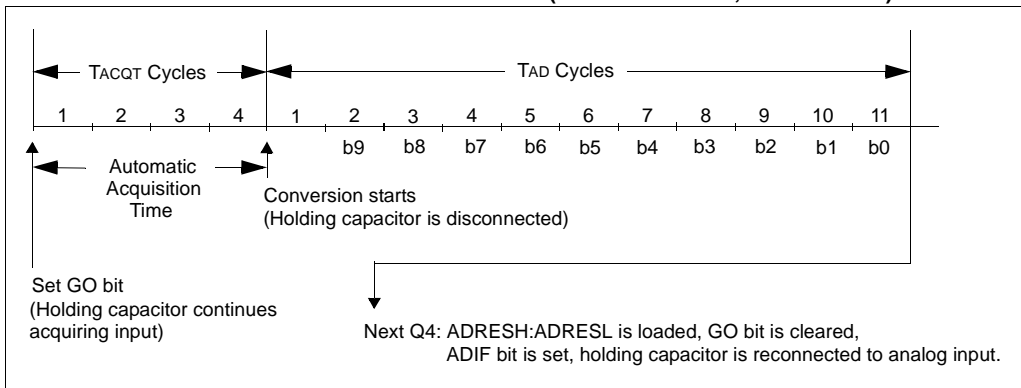 TACQT Cycles
TAD Cycles
1 2 3 4 1 2 3 4 5 6 7 8 9 10 11
b9 b8 b7 b6 b5 b4 b3 b2 b1 b0
Automatic
Acquisition
Time
Conversion starts
(Holding capacitor is disconnected)
Set GO bit
(Holding capacitor continues
acquiring input)
Next Q4: ADRESH:ADRESL is loaded, GO bit is cleared,
ADIF bit is set, holding capacitor is reconnected to analog input.